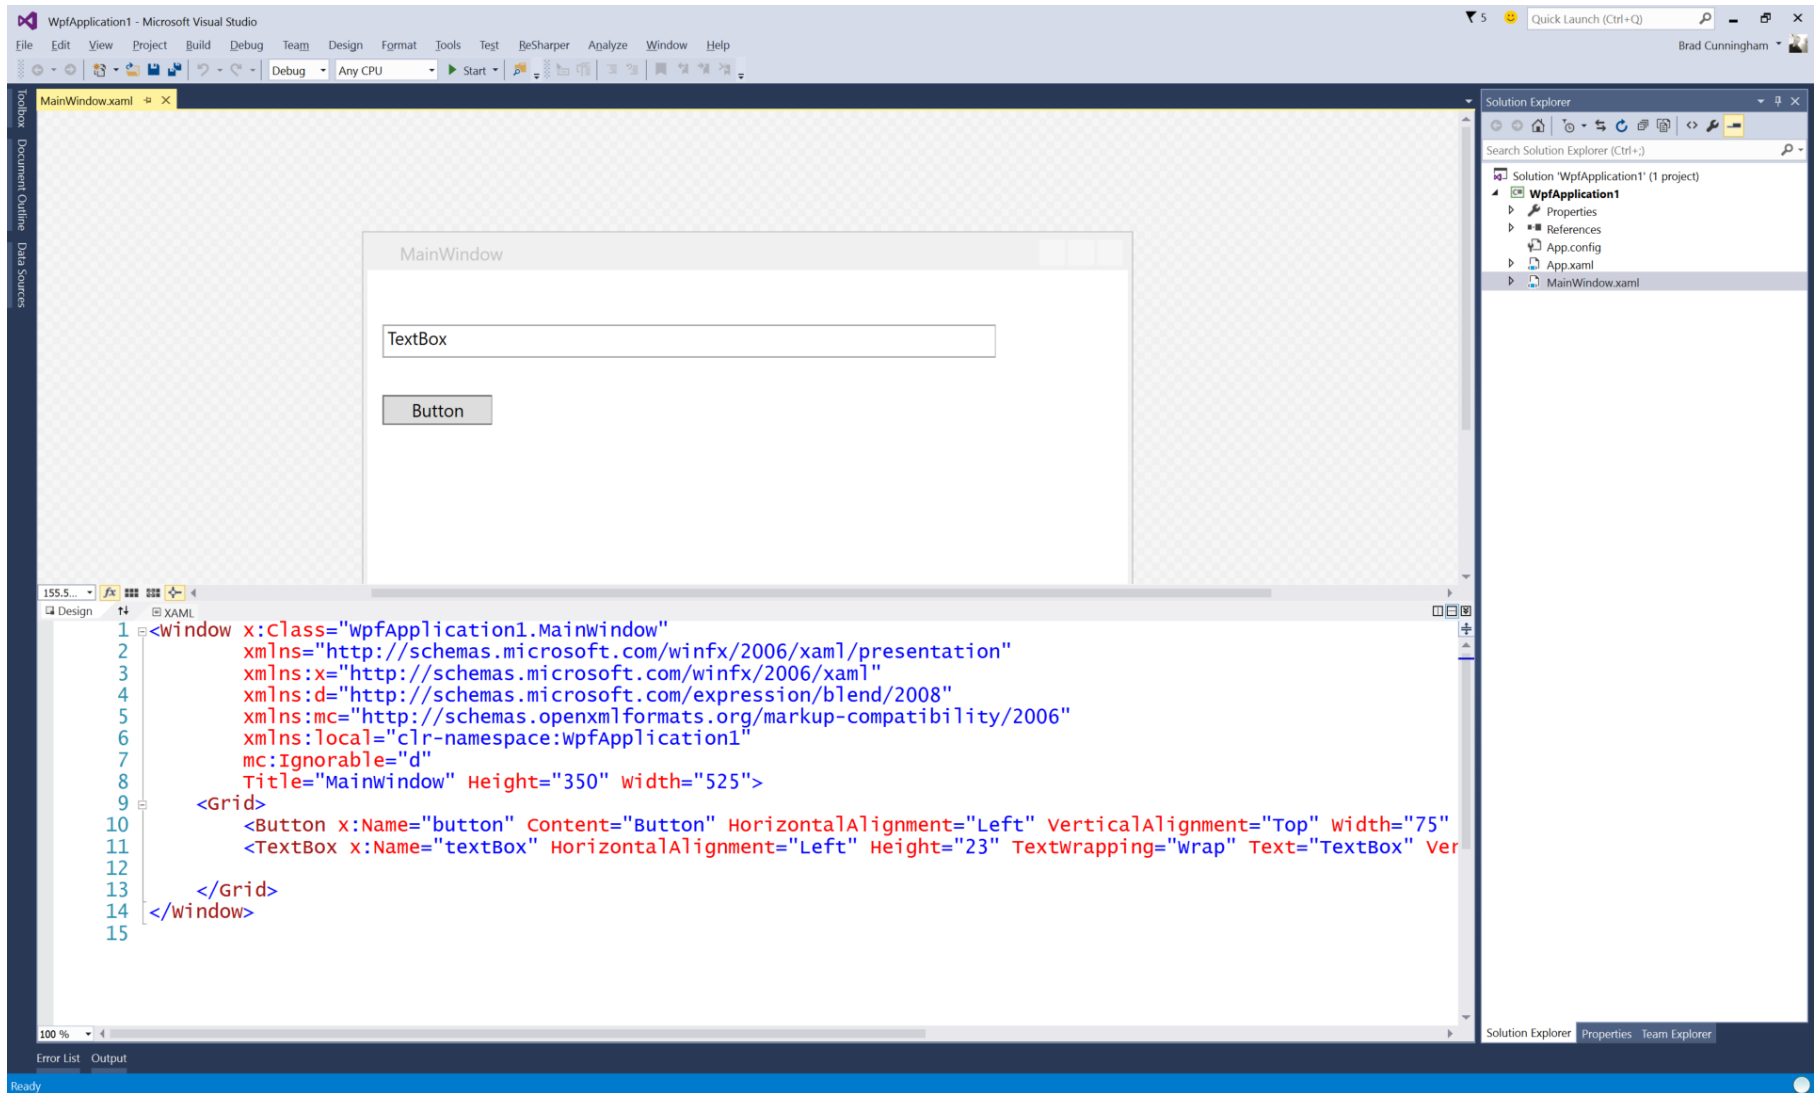 WpfApplication1 - Microsoft Visual Studio
5
Quick Launch (Ctrl+Q)
File Edit View Project Build Debug Team Design Format Tools Test ReSharper Analyze Window Help
Brad Cunningham
Debug Any CPU Start
Toolbox
Document Outline
Data Sources
MainWindow.xaml
MainWindow
TextBox
Button
155.5...
fx
Design
XAML
1 <Window x:Class="WpfApplication1.MainWindow"
2 xmlns="http://schemas.microsoft.com/winfx/2006/xaml/presentation"
3 xmlns:x="http://schemas.microsoft.com/winfx/2006/xaml"
4 xmlns:d="http://schemas.microsoft.com/expression/blend/2008"
5 xmlns:mc="http://schemas.openxmlformats.org/markup-compatibility/2006"
6 xmlns:local="clr-namespace:WpfApplication1"
7 mc:Ignorable="d"
8 Title="MainWindow" Height="350" Width="525">
9 <Grid>
10 <Button x:Name="button" Content="Button" HorizontalAlignment="Left" VerticalAlignment="Top" Width="75"
11 <TextBox x:Name="textBox" HorizontalAlignment="Left" Height="23" TextWrapping="Wrap" Text="TextBox" Ver
12
13 </Grid>
14 </Window>
15
100 %
Error List Output
Ready
Solution Explorer
Search Solution Explorer (Ctrl+;)
Solution 'WpfApplication1' (1 project)
WpfApplication1
Properties
References
App.config
App.xaml
MainWindow.xaml
Solution Explorer Properties Team Explorer